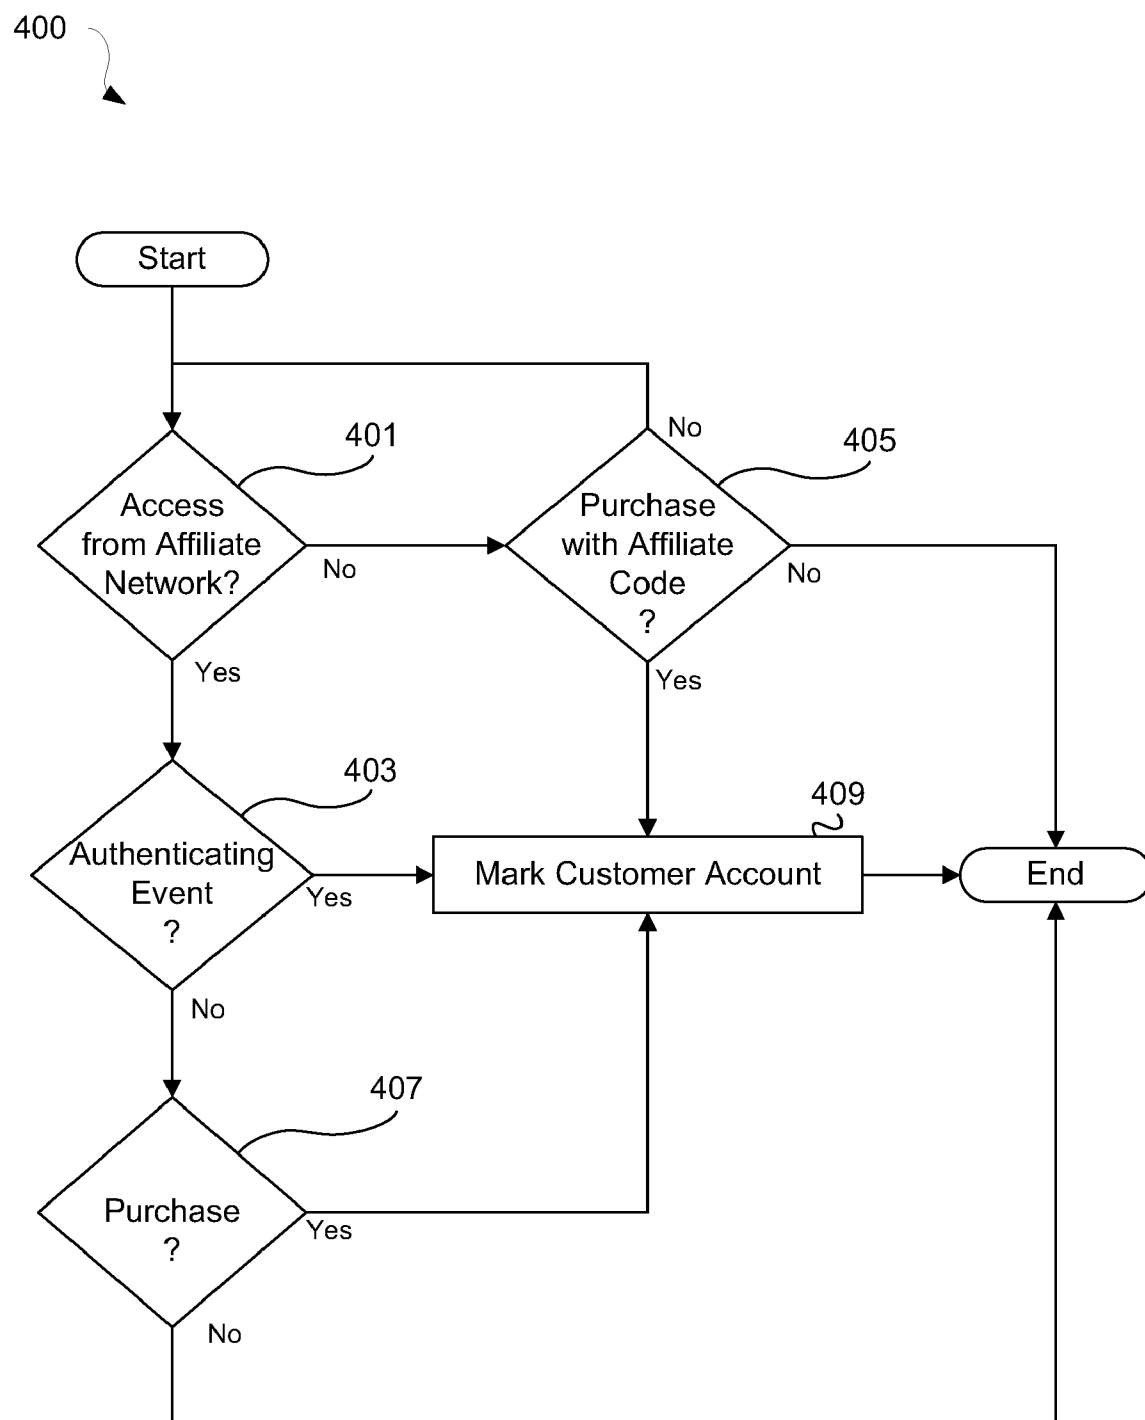 400
Start
401
Access
from Affiliate
Network?
No
Yes
No
405
Purchase
with Affiliate
Code
?
No
Yes
403
Authenticating
Event
?
Yes
No
409
Mark Customer Account
End
407
Purchase
?
Yes
No